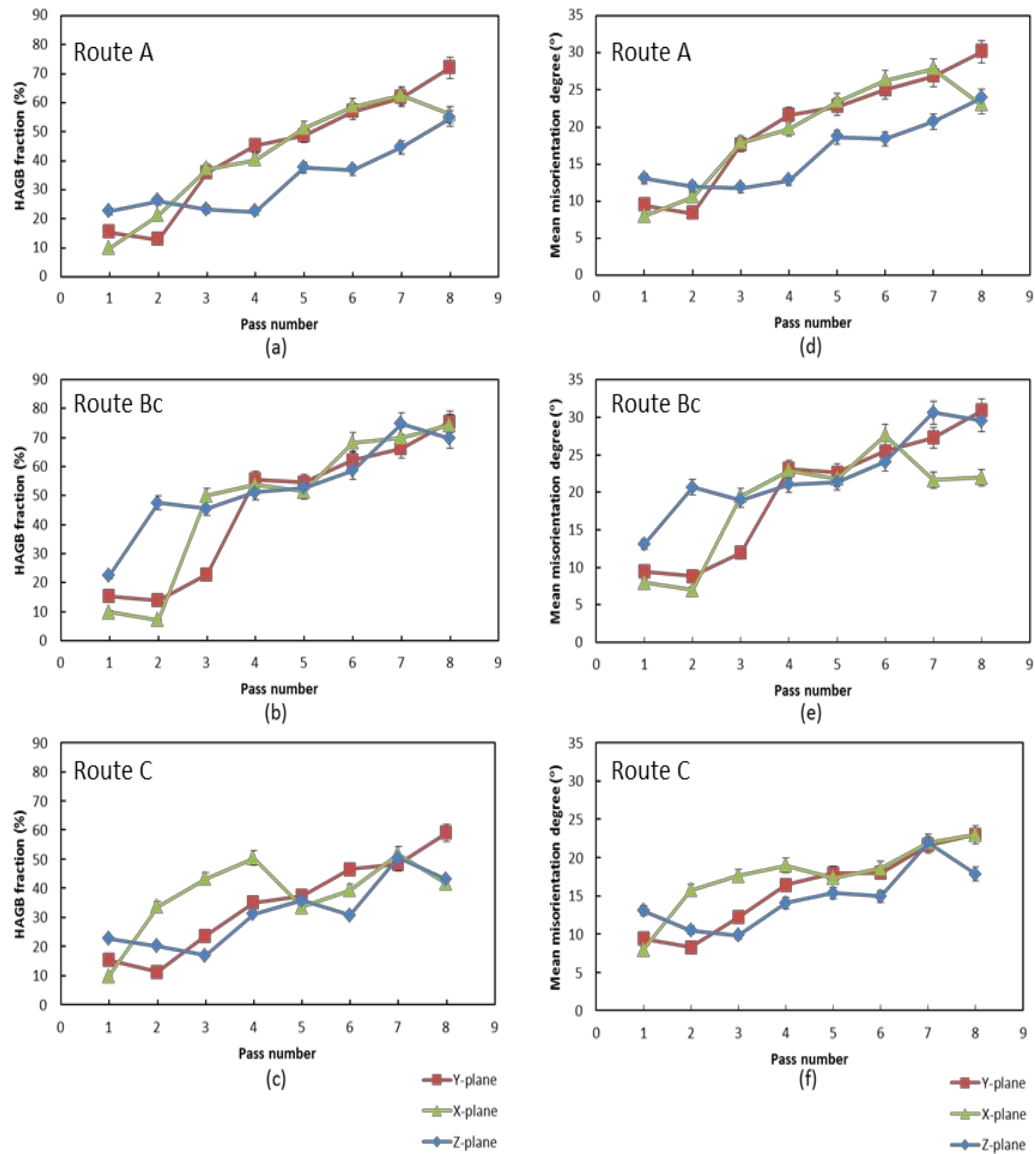 Route A
HAGB fraction (%)
90
80
70
60
50
40
30
20
10
0
0 1 2 3 4 5 6 7 8 9
Pass number
(a)
Route A
Mean misorientation degree (°)
35
30
25
20
15
10
5
0
0 1 2 3 4 5 6 7 8 9
Pass number
(d)
Route Bc
HAGB fraction (%)
90
80
70
60
50
40
30
20
10
0
0 1 2 3 4 5 6 7 8 9
Pass number
(b)
Route Bc
Mean misorientation degree (°)
35
30
25
20
15
10
5
0
0 1 2 3 4 5 6 7 8 9
Pass number
(e)
Route C
HAGB fraction (%)
90
80
70
60
50
40
30
20
10
0
0 1 2 3 4 5 6 7 8 9
Pass number
(c)
Y-plane
X-plane
Z-plane
Route C
Mean misorientation degree (°)
35
30
25
20
15
10
5
0
0 1 2 3 4 5 6 7 8 9
Pass number
(f)
Y-plane
X-plane
Z-plane